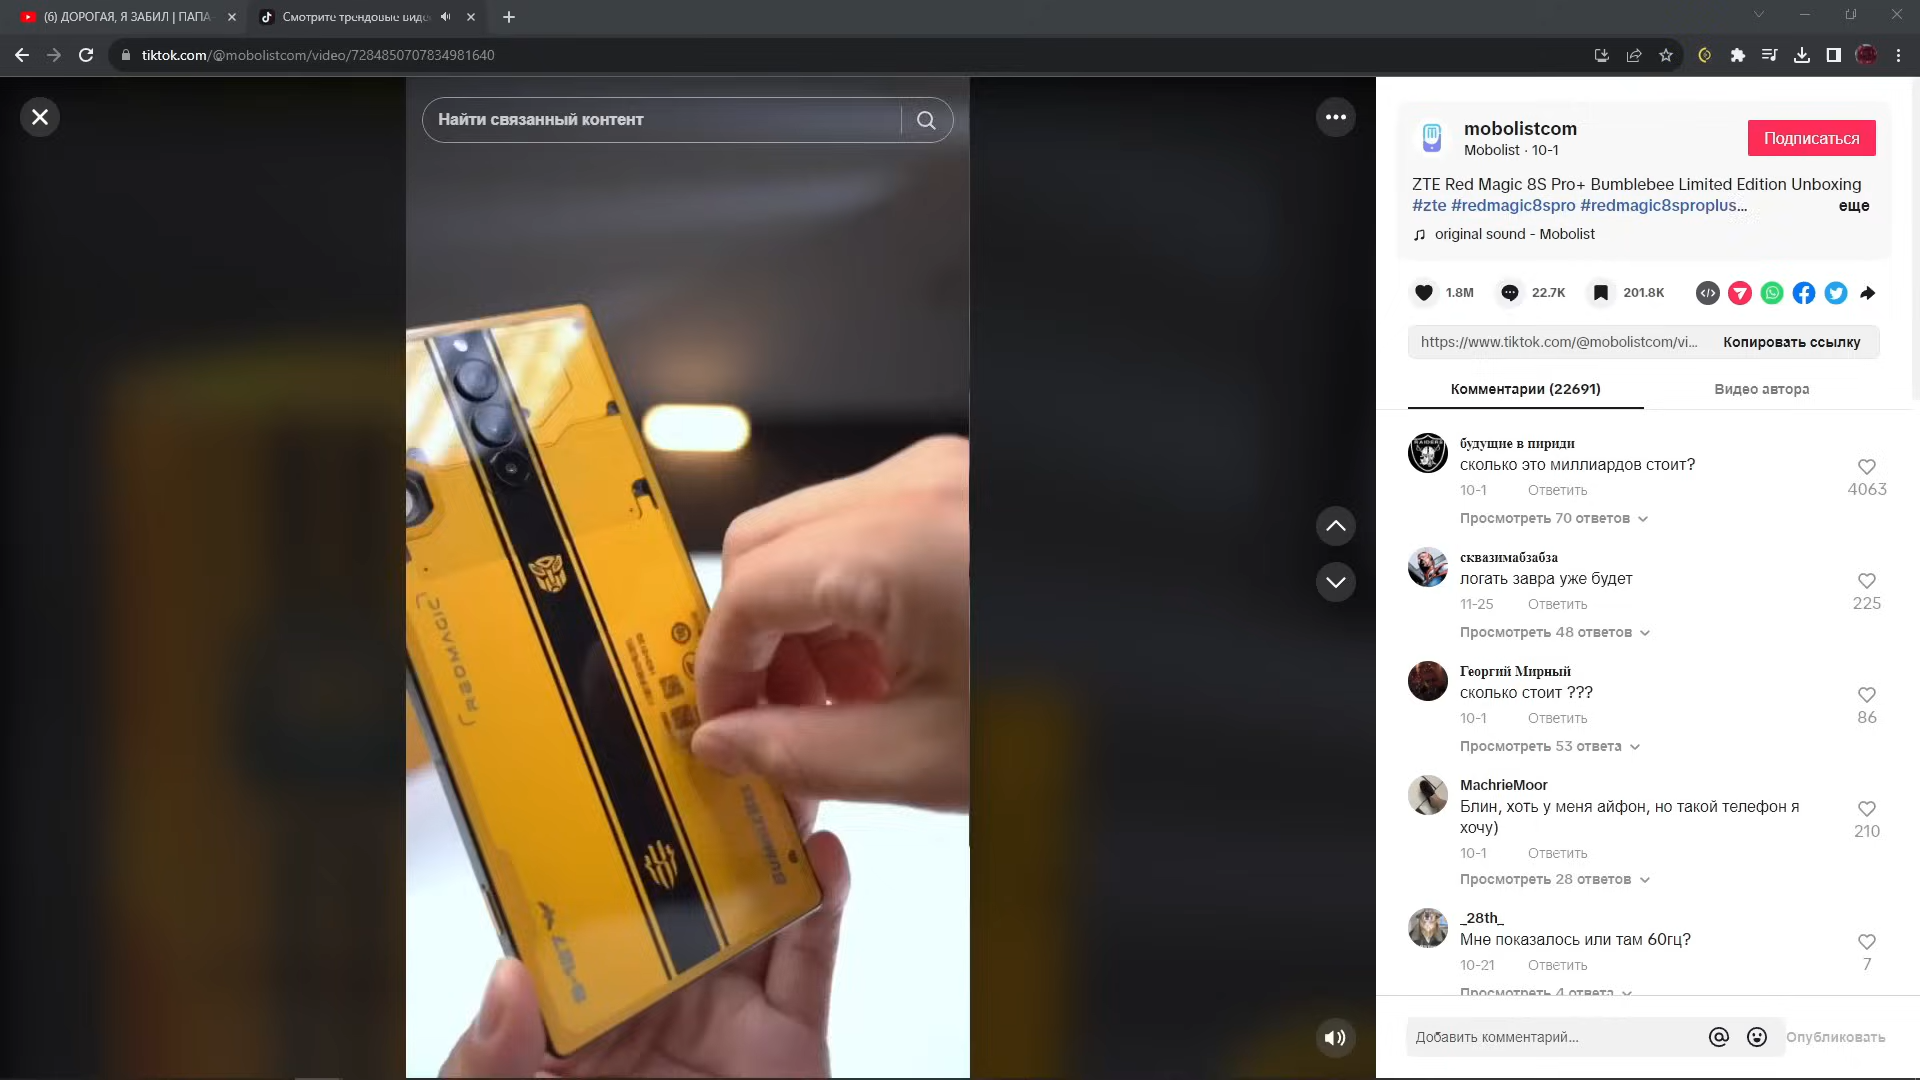 (6) ДОРОГАЯ, Я ЗАБИЛ | ПАПА
Смотрите трендовые виде
tiktok.com/@mobolistcom/video/7284850707834981640
Найти связанный контент
mobolistcom
Mobolist · 10-1
Подписаться
ZTE Red Magic 8S Pro+ Bumblebee Limited Edition Unboxing
#zte #redmagic8spro #redmagic8sproplus...
еще
original sound - Mobolist
1.8M
22.7K
201.8K
https://www.tiktok.com/@mobolistcom/vi...
Копировать ссылку
Комментарии (22691)
Видео автора
будущие в пириди
сколько это миллиардов стоит?
10-1 Ответить
4063
Просмотреть 70 ответов
сквазимабзабза
логать завра уже будет
11-25 Ответить
225
Просмотреть 48 ответов
Георгий Мирный
сколько стоит ???
10-1 Ответить
86
Просмотреть 53 ответа
MachrieMoor
Блин, хоть у меня айфон, но такой телефон я
хочу)
10-1 Ответить
210
Просмотреть 28 ответов
_28th_
Мне показалось или там 60гц?
10-21 Ответить
7
Просмотреть 4 ответа
Добавить комментарий...
Опубликовать
REDMAGIC
BUMBLEBEE
B-127